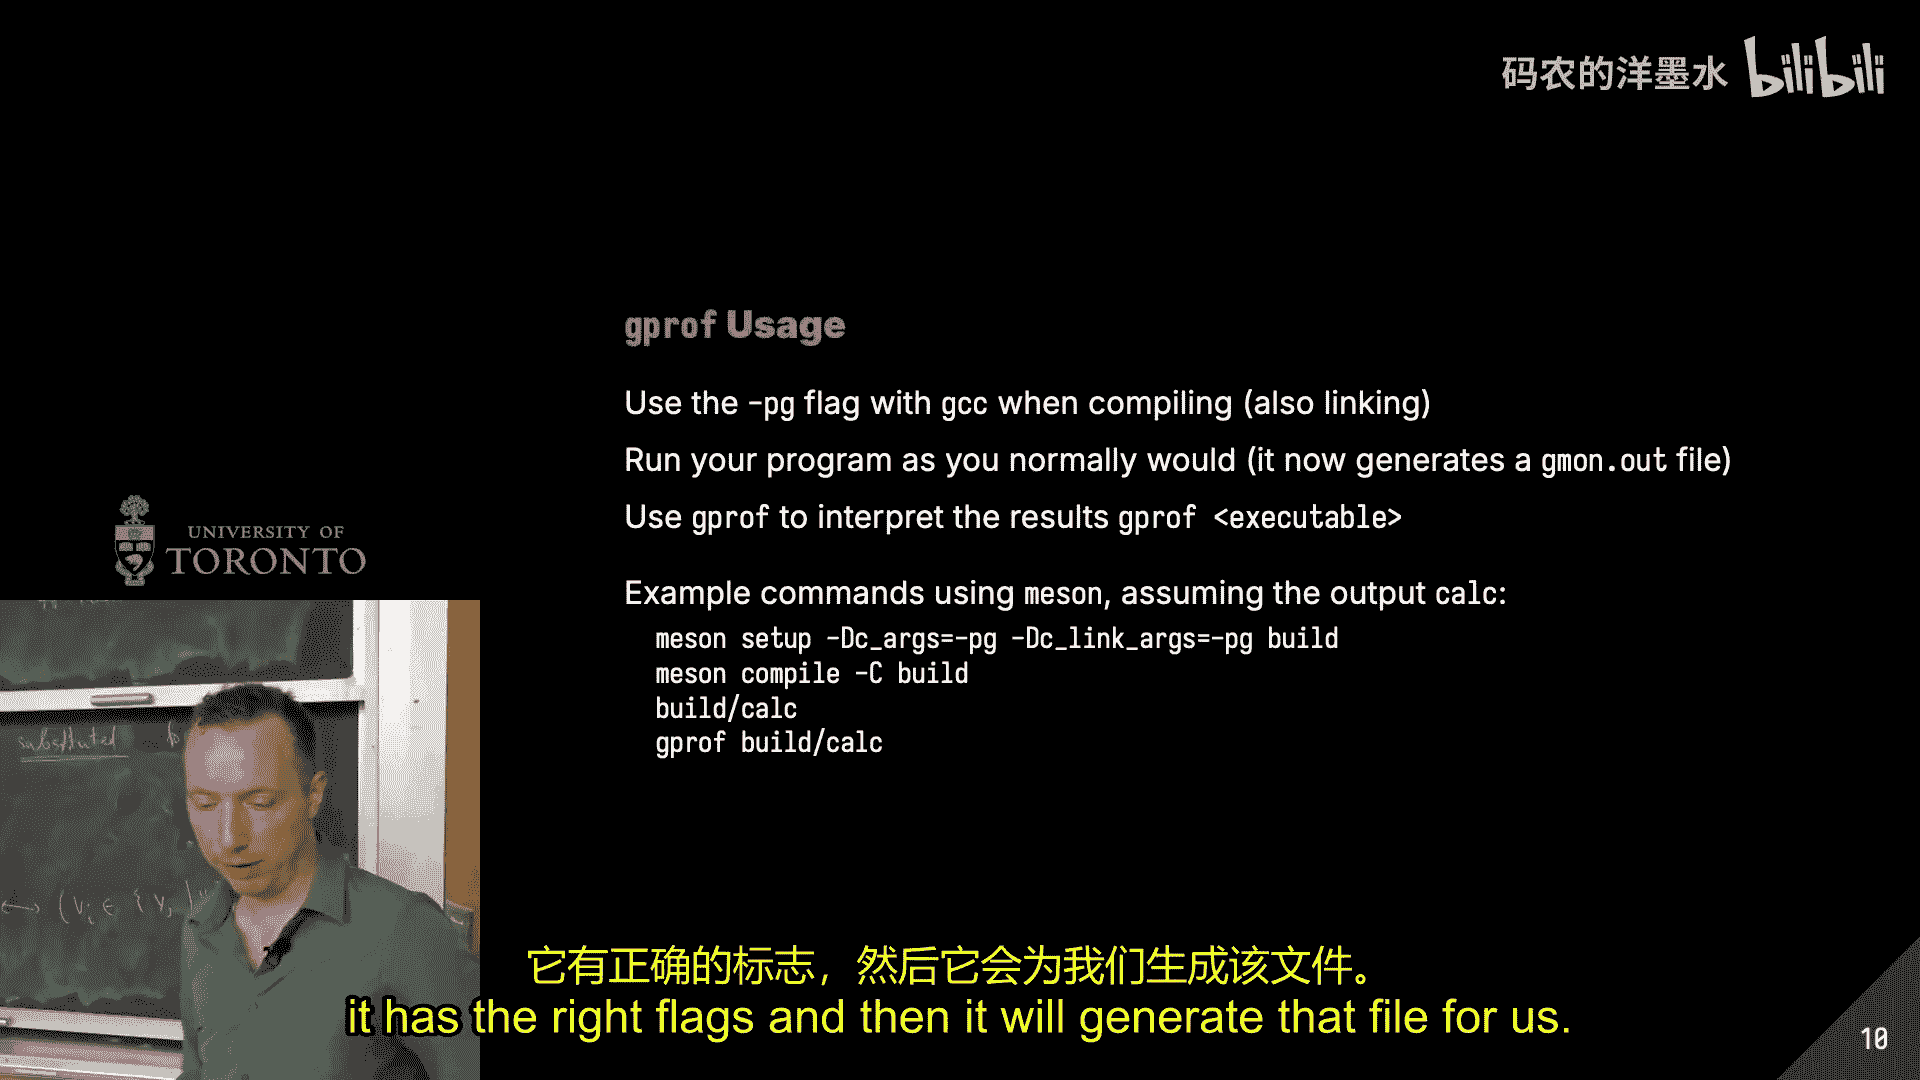 码农的洋墨水 bilibili
gprof Usage
Use the -pg flag with gcc when compiling (also linking)
Run your program as you normally would (it now generates a gmon.out file)
Use gprof to interpret the results gprof <executable>
UNIVERSITY OF
TORONTO
Example commands using meson, assuming the output calc:
meson setup -Dc_args=-pg -Dc_link_args=-pg build
meson compile -C build
build/calc
gprof build/calc
substituted
它有正确的标志，然后它会为我们生成该文件。
it has the right flags and then it will generate that file for us.
10